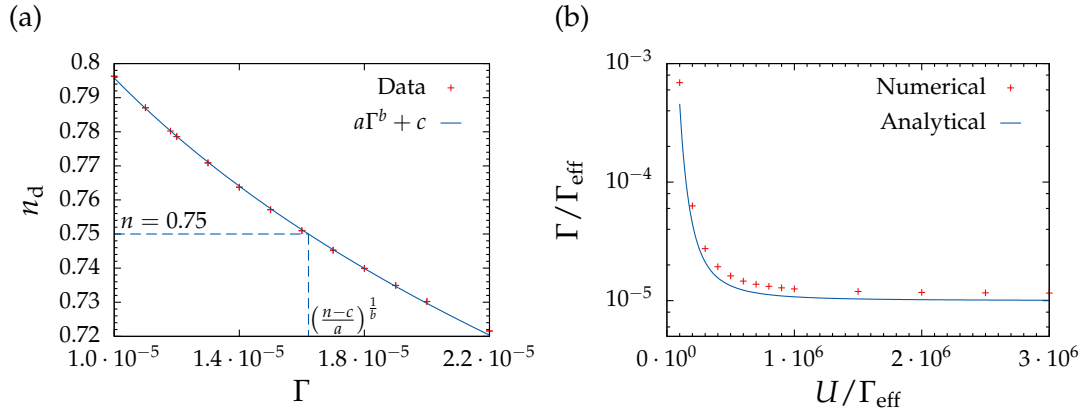 (a)
0.8
0.79
0.78
0.77
0.76
0.75
0.74
0.73
0.72
n_d
Data
aΓ^b + c
n = 0.75
((n−c)/a)^(1/b)
1.0·10^-5 1.4·10^-5 1.8·10^-5 2.2·10^-5
Γ
(b)
10^-3
10^-4
10^-5
Γ/Γ_eff
Numerical
Analytical
0·10^0 1·10^6 2·10^6 3·10^6
U/Γ_eff